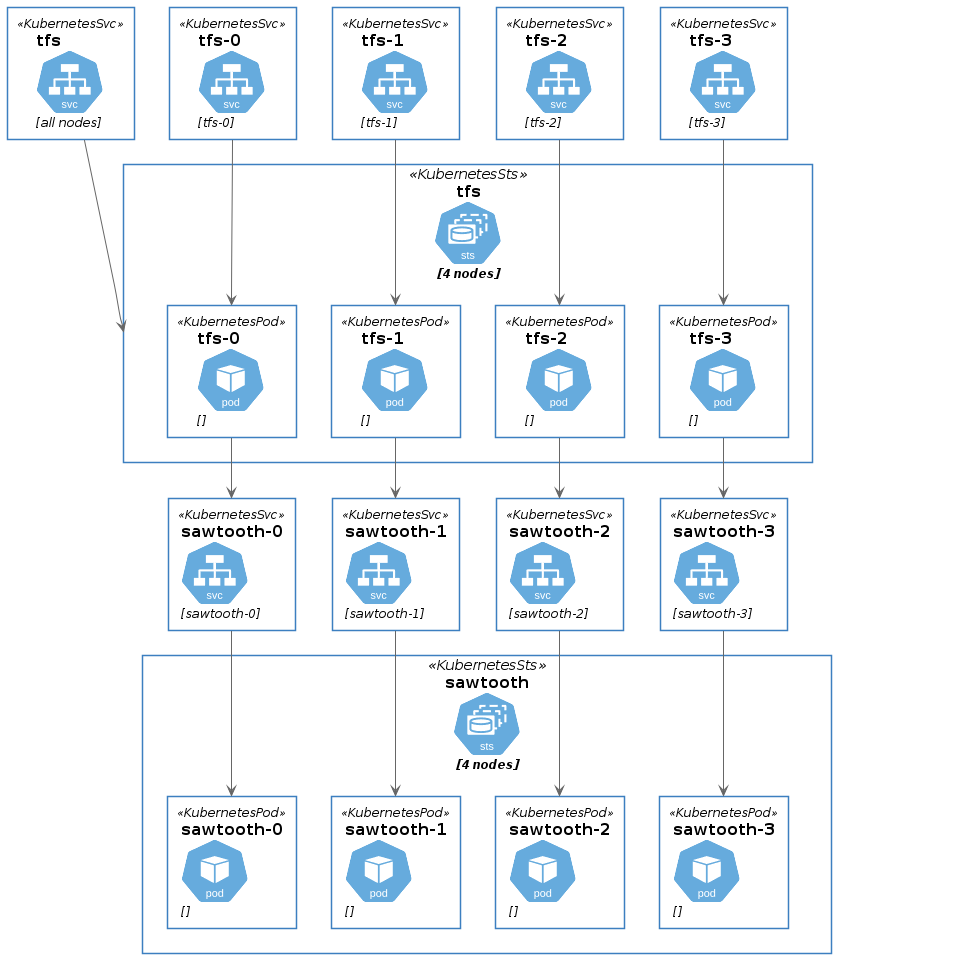 «KubernetesSvc» «KubernetesSvc» «KubernetesSvc» «KubernetesSvc» «KubernetesSvc»
tfs tfs-0 tfs-1 tfs-2 tfs-3
svc svc svc svc svc
[all nodes] [tfs-0] [tfs-1] [tfs-2] [tfs-3]
«KubernetesSts»
tfs
sts
[4 nodes]
«KubernetesPod» «KubernetesPod» «KubernetesPod» «KubernetesPod»
tfs-0 tfs-1 tfs-2 tfs-3
pod pod pod pod
[] [] [] []
«KubernetesSvc» «KubernetesSvc» «KubernetesSvc» «KubernetesSvc»
sawtooth-0 sawtooth-1 sawtooth-2 sawtooth-3
svc svc svc svc
[sawtooth-0] [sawtooth-1] [sawtooth-2] [sawtooth-3]
«KubernetesSts»
sawtooth
sts
[4 nodes]
«KubernetesPod» «KubernetesPod» «KubernetesPod» «KubernetesPod»
sawtooth-0 sawtooth-1 sawtooth-2 sawtooth-3
pod pod pod pod
[] [] [] []